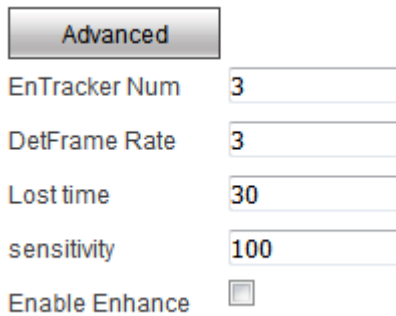 Advanced
EnTracker Num 3
DetFrame Rate 3
Lost time 30
sensitivity 100
Enable Enhance